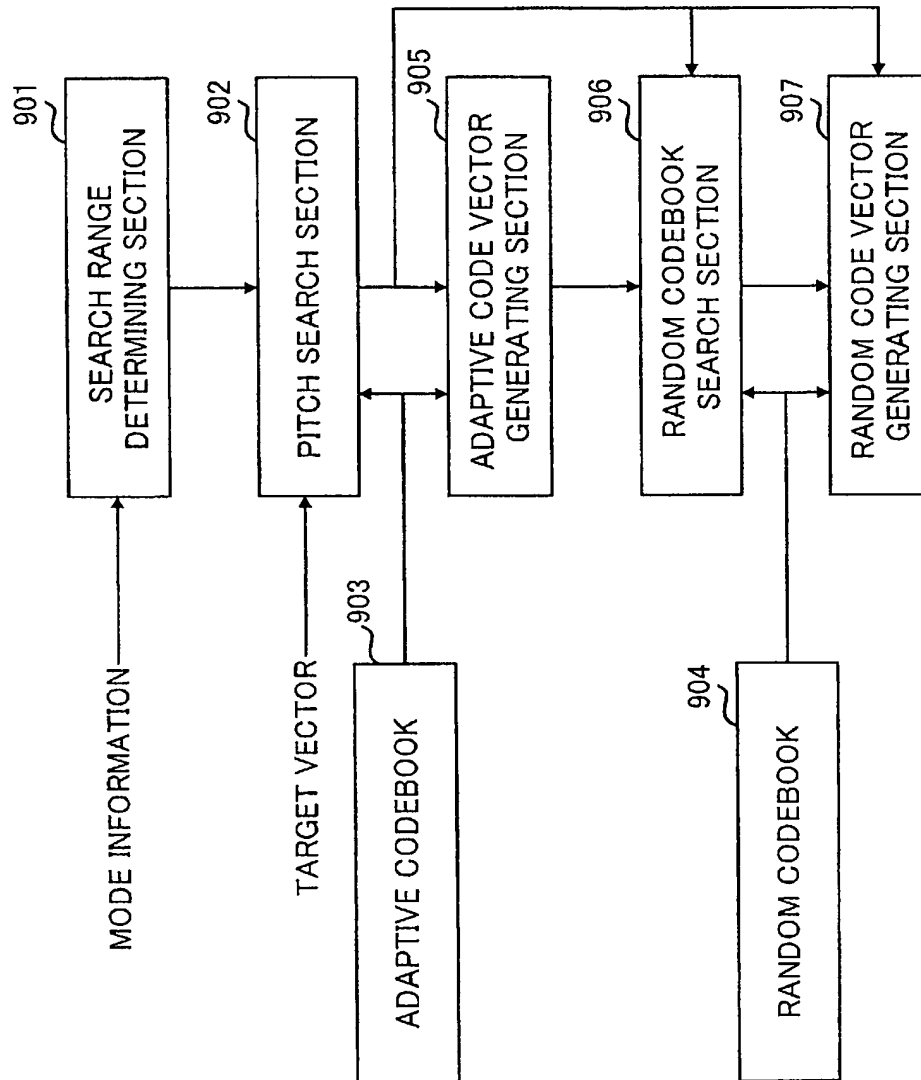 MODE INFORMATION
901
SEARCH RANGE
DETERMINING SECTION
TARGET VECTOR
902
PITCH SEARCH SECTION
903
ADAPTIVE CODEBOOK
905
ADAPTIVE CODE VECTOR
GENERATING SECTION
906
RANDOM CODEBOOK
SEARCH SECTION
904
RANDOM CODEBOOK
907
RANDOM CODE VECTOR
GENERATING SECTION